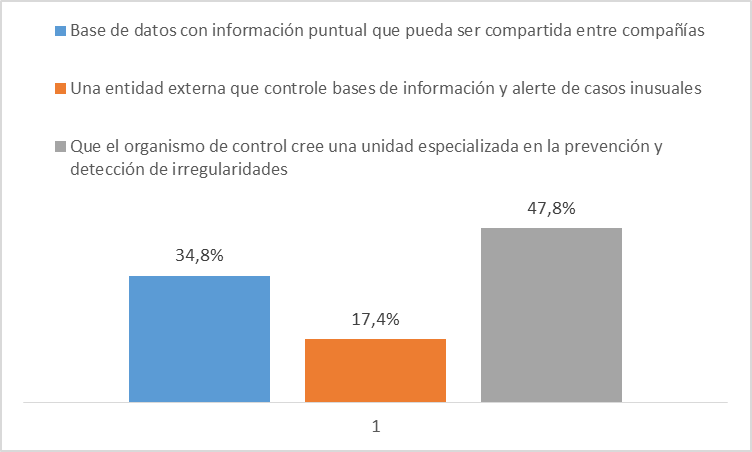 Base de datos con información puntual que pueda ser compartida entre compañías
Una entidad externa que controle bases de información y alerte de casos inusuales
Que el organismo de control cree una unidad especializada en la prevención y
detección de irregularidades
47,8%
34,8%
17,4%
1